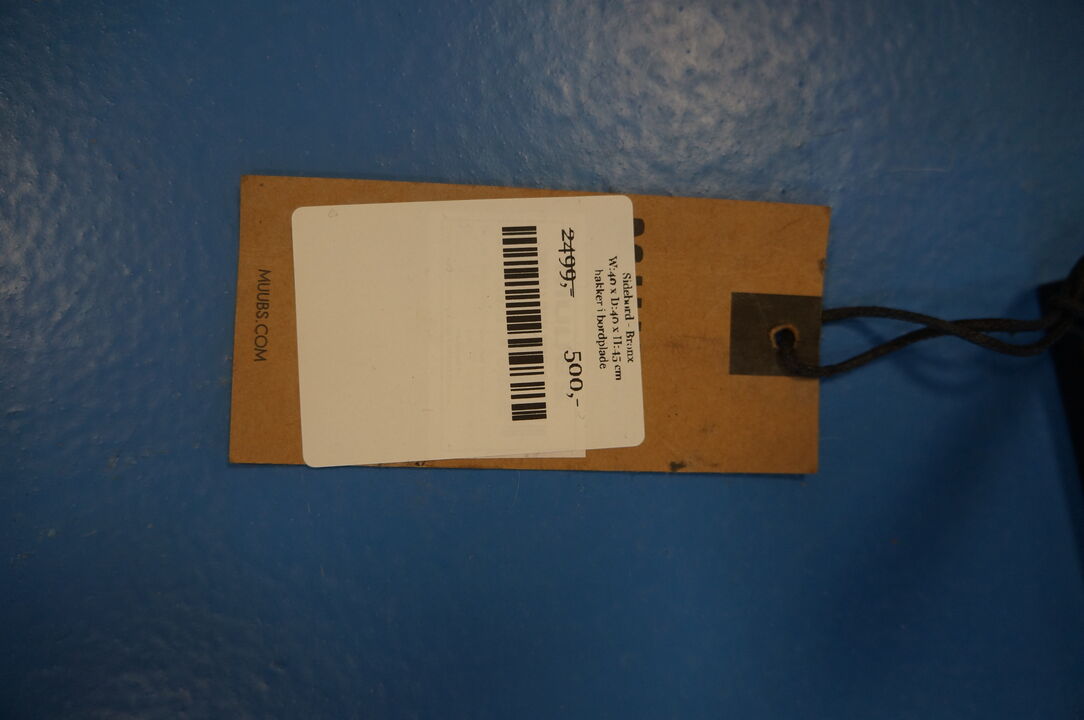 Sidebord - Bronx
W:40 x D:40 x H:45 cm
hakker i bordplade
2499,- 500,-
MUUBS.COM